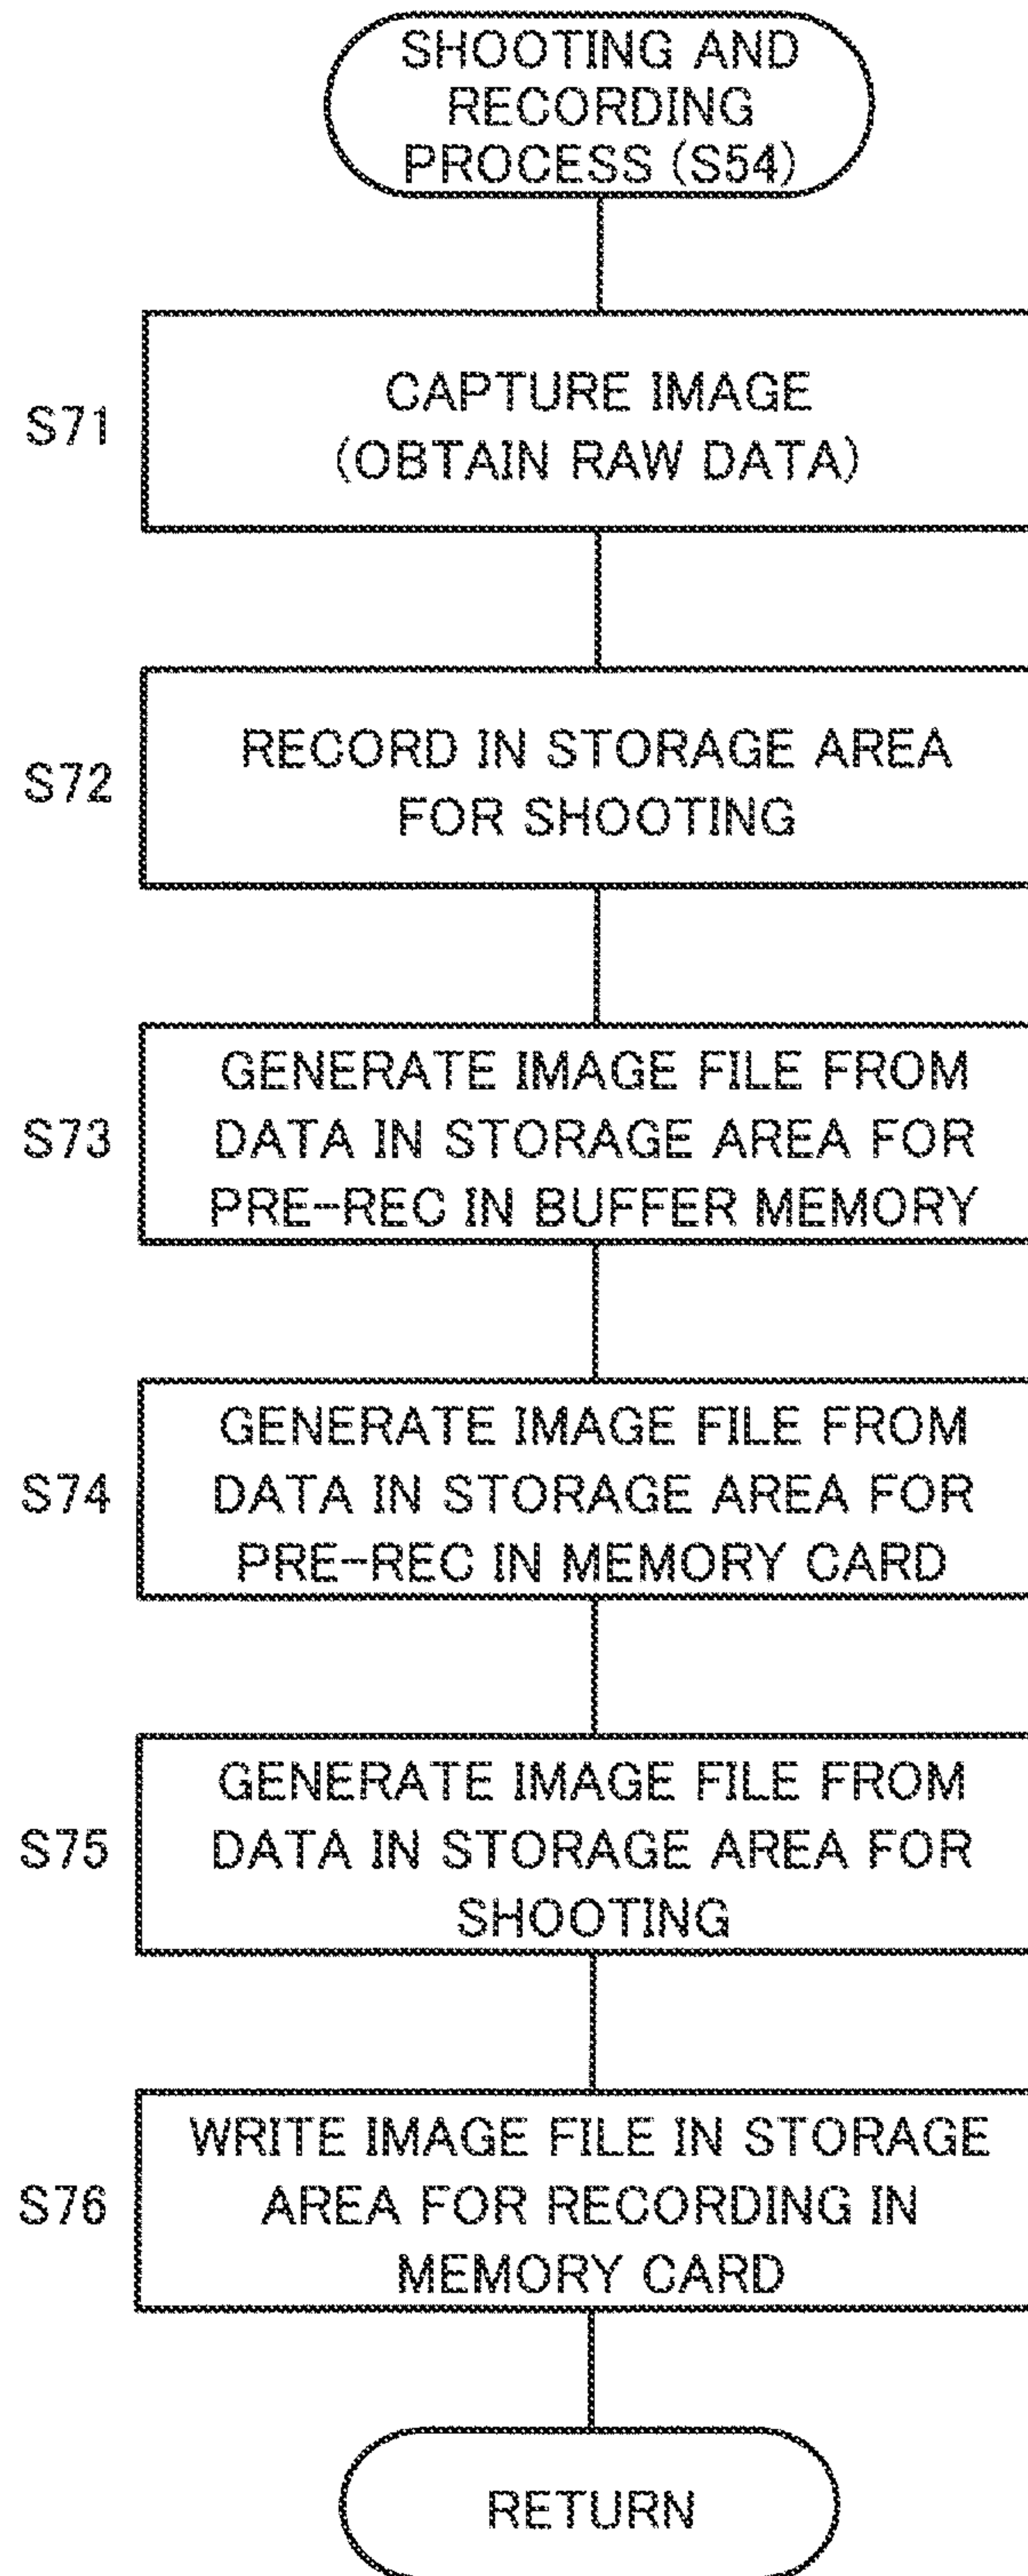 SHOOTING AND
RECORDING
PROCESS (S54)
S71
CAPTURE IMAGE
(OBTAIN RAW DATA)
S72
RECORD IN STORAGE AREA
FOR SHOOTING
S73
GENERATE IMAGE FILE FROM
DATA IN STORAGE AREA FOR
PRE-REC IN BUFFER MEMORY
S74
GENERATE IMAGE FILE FROM
DATA IN STORAGE AREA FOR
PRE-REC IN MEMORY CARD
S75
GENERATE IMAGE FILE FROM
DATA IN STORAGE AREA FOR
SHOOTING
S76
WRITE IMAGE FILE IN STORAGE
AREA FOR RECORDING IN
MEMORY CARD
RETURN